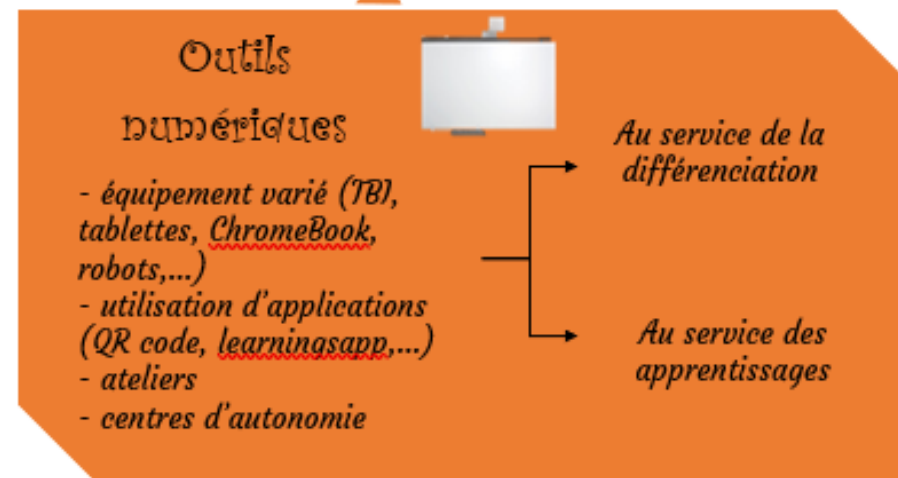 Outils
numériques
- équipement varié (TBI,
tablettes, ChromeBook,
robots,...)
- utilisation d'applications
(QR code, learningsapp,...)
- ateliers
- centres d'autonomie
Au service de la
différenciation
Au service des
apprentissages